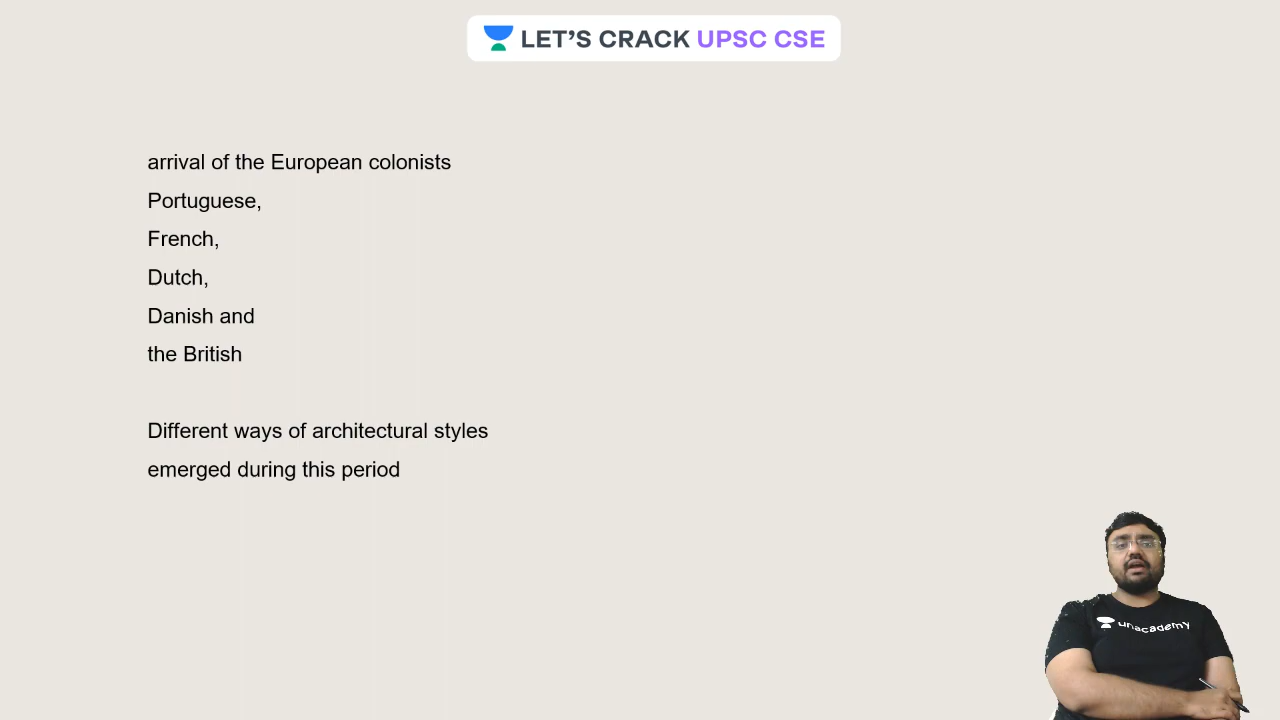 LET'S CRACK UPSC CSE
arrival of the European colonists
Portuguese,
French,
Dutch,
Danish and
the British
Different ways of architectural styles
emerged during this period
unacademy